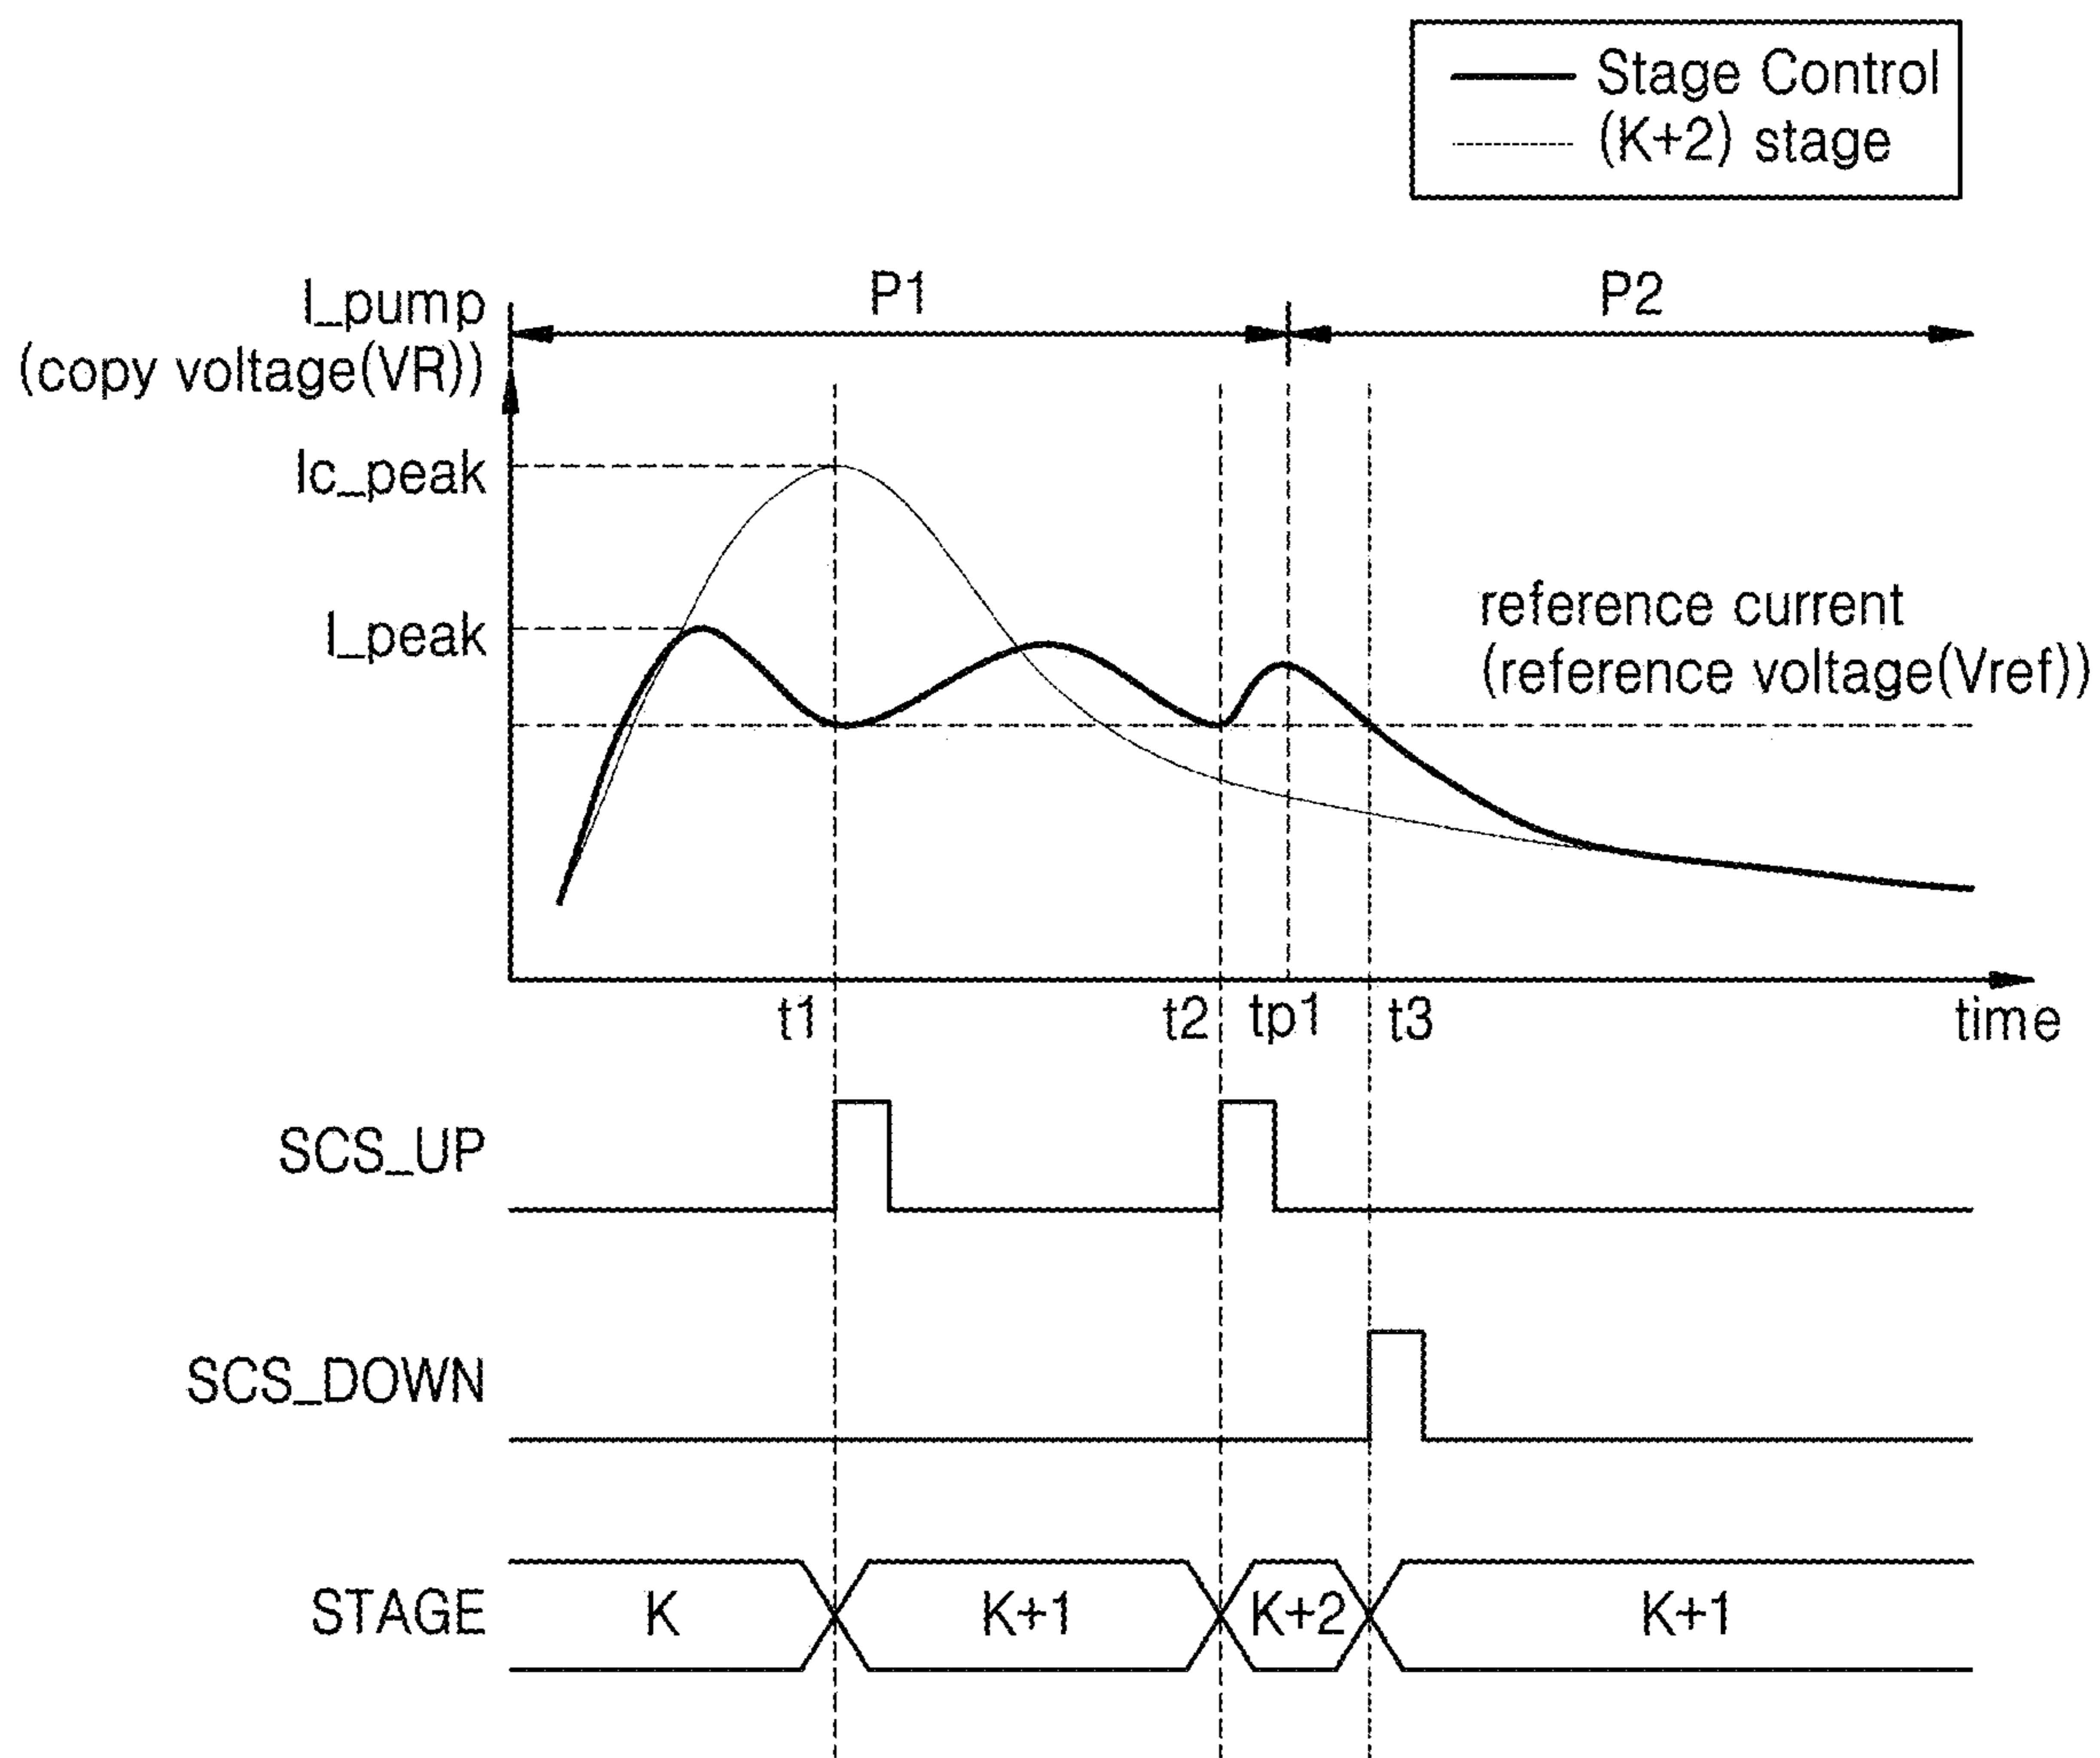 Stage Control
(K+2) stage
I_pump
(copy voltage(VR))
P1
P2
Ic_peak
I_peak
reference current
(reference voltage(Vref))
t1
t2
tp1
t3
time
SCS_UP
SCS_DOWN
STAGE
K
K+1
K+2
K+1